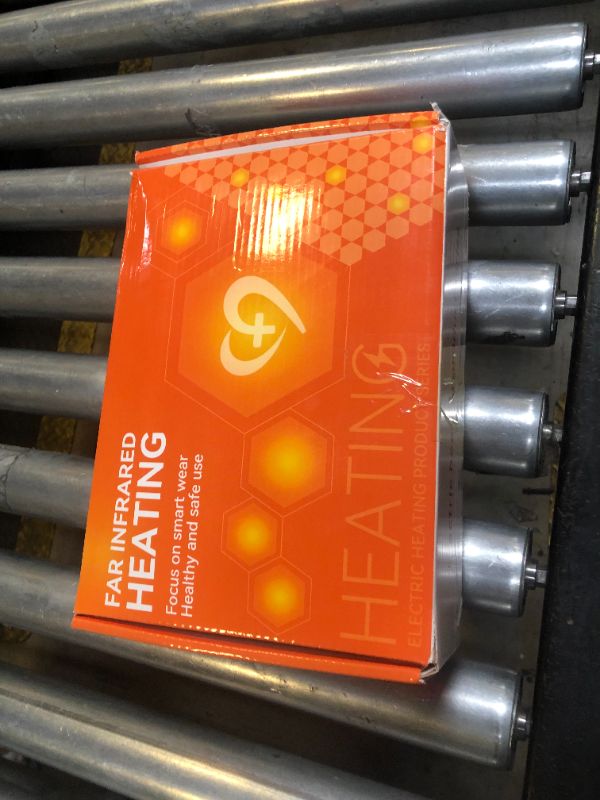 FAR INFRARED
HEATING
Focus on smart wear
Healthy and safe use
HEATING
ELECTRIC HEATING PRODUCT SERIES